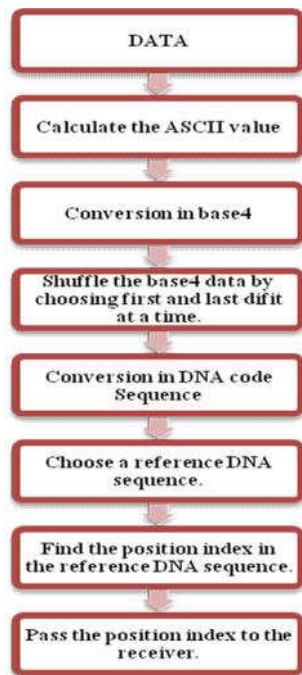 DATA
Calculate the ASCII value
Conversion in base4
Shuffle the base4 data by
choosing first and last difit
at a time.
Conversion in DNA code
Sequence
Choose a reference DNA
sequence.
Find the position index in
the reference DNA sequence.
Pass the position index to the
receiver.